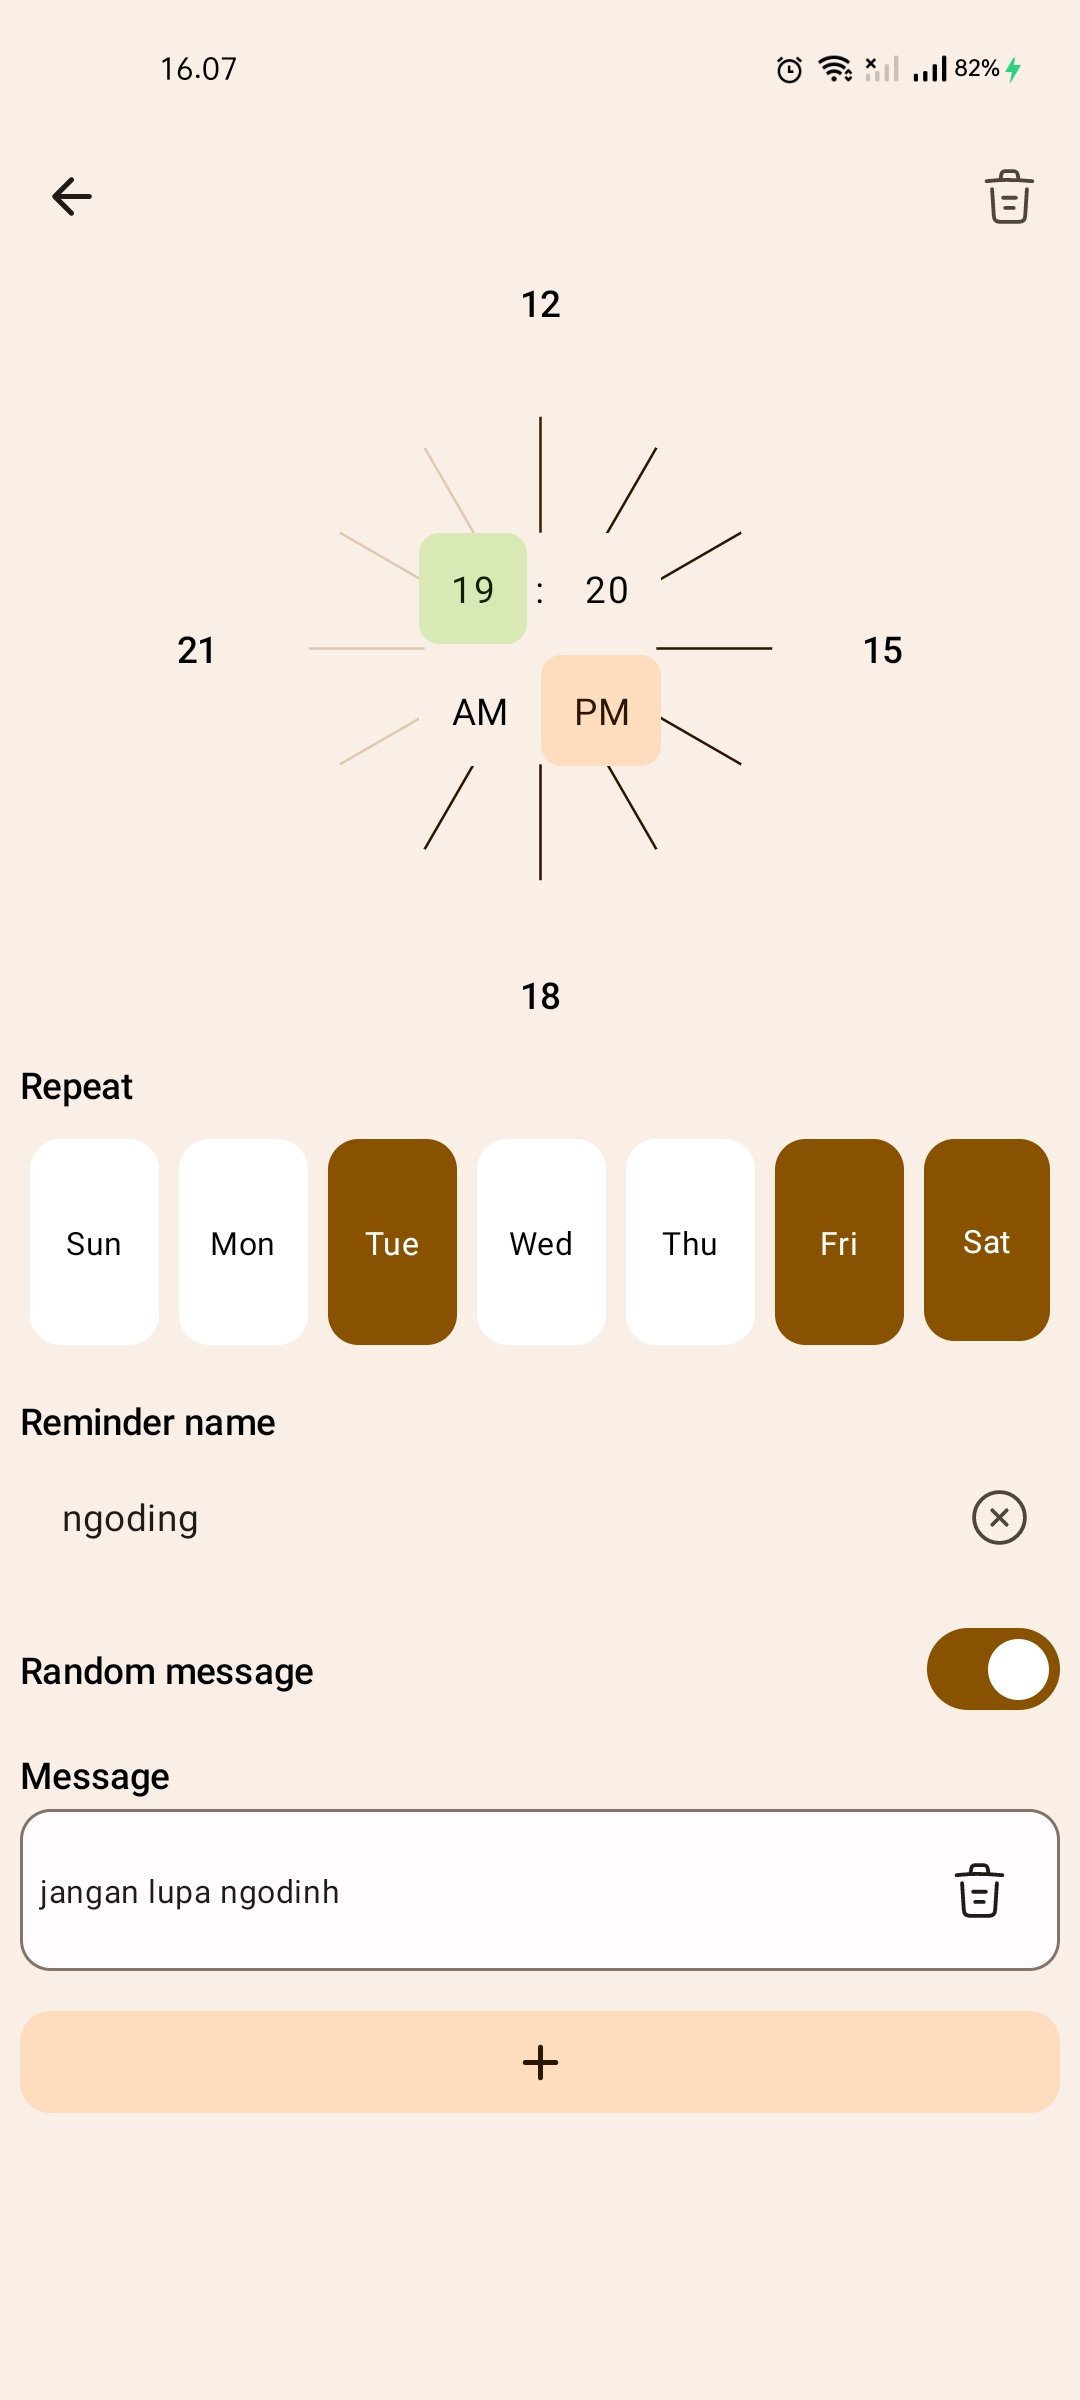 16.07 82%
12
19 : 20
21 15
AM PM
18
Repeat
Sun Mon Tue Wed Thu Fri Sat
Reminder name
ngoding
Random message
Message
jangan lupa ngodinh